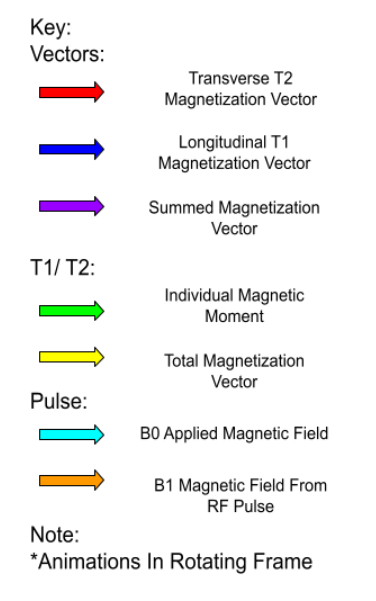 Key:
Vectors:
Transverse T2
Magnetization Vector
Longitudinal T1
Magnetization Vector
Summed Magnetization
Vector
T1/ T2:
Individual Magnetic
Moment
Total Magnetization
Vector
Pulse:
B0 Applied Magnetic Field
B1 Magnetic Field From
RF Pulse
Note:
*Animations In Rotating Frame